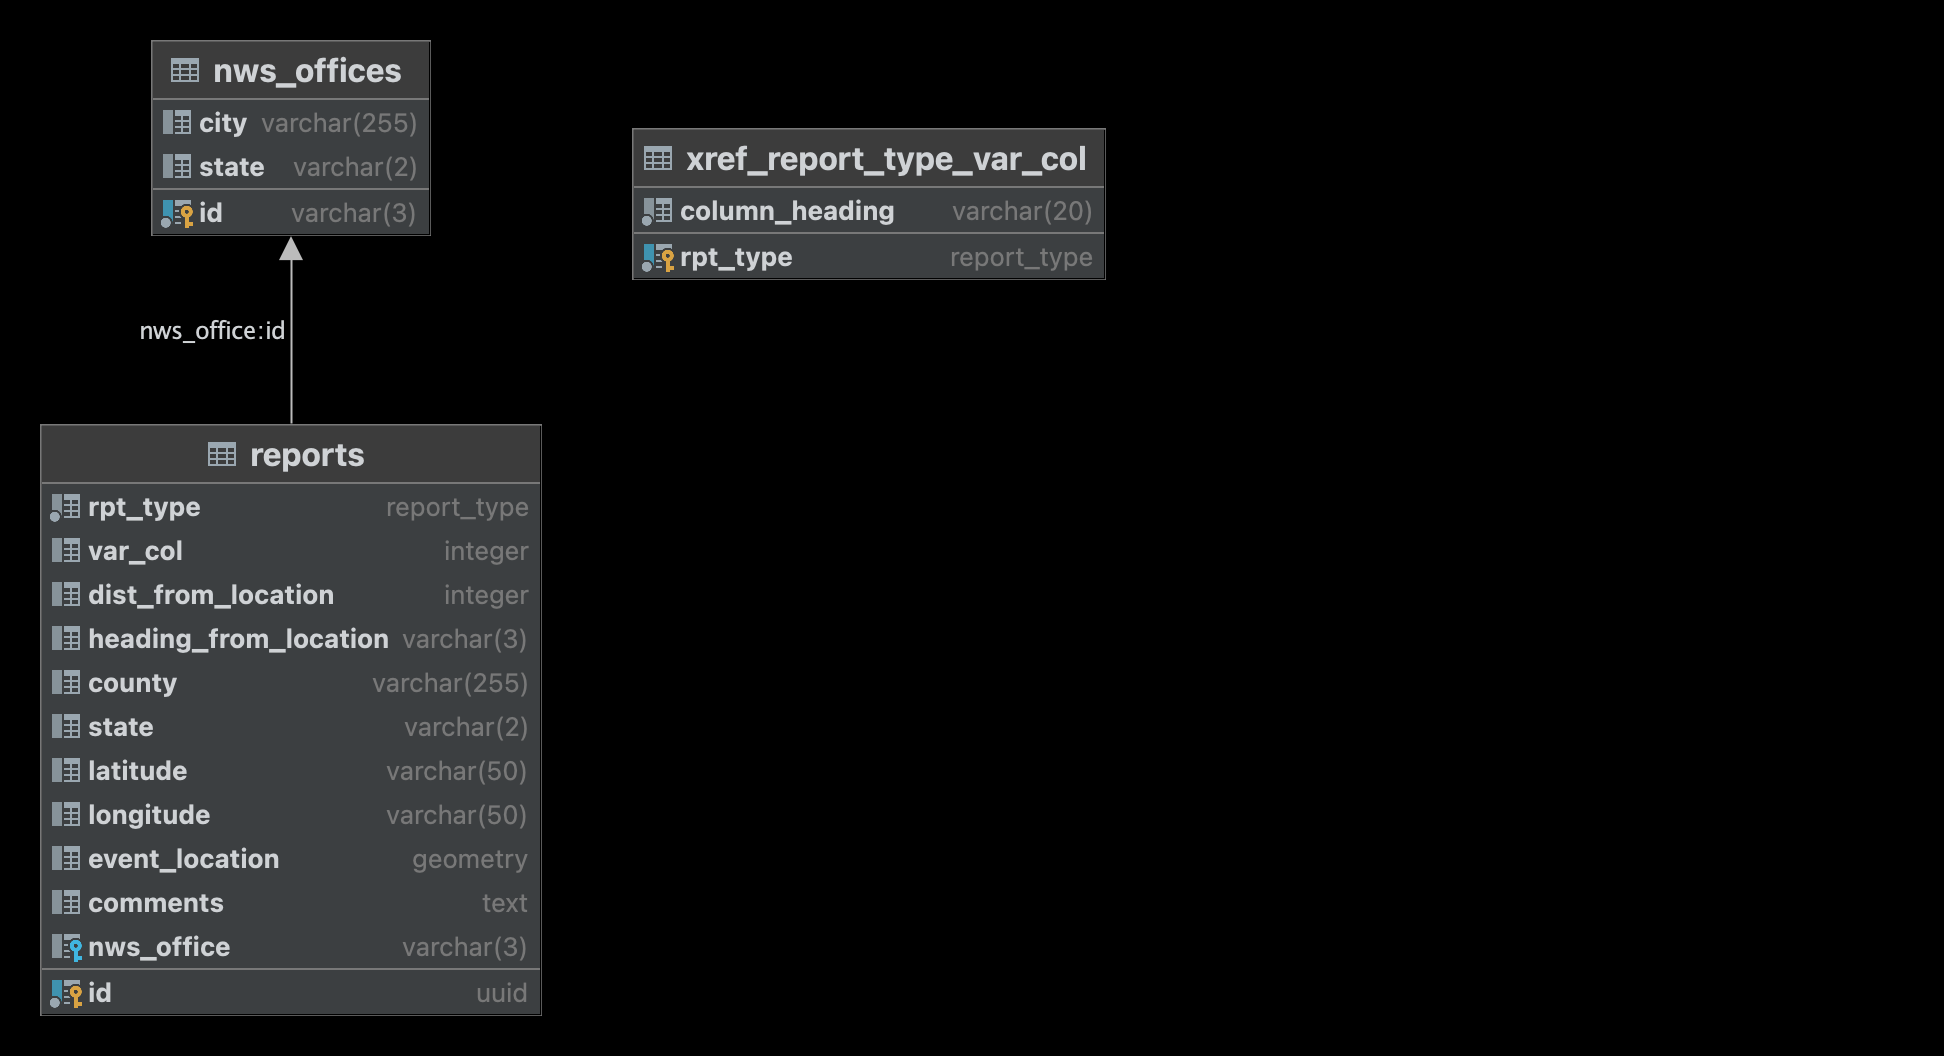 nws_offices
city varchar(255)
state varchar(2)
id varchar(3)
xref_report_type_var_col
column_heading varchar(20)
rpt_type report_type
nws_office:id
reports
rpt_type report_type
var_col integer
dist_from_location integer
heading_from_location varchar(3)
county varchar(255)
state varchar(2)
latitude varchar(50)
longitude varchar(50)
event_location geometry
comments text
nws_office varchar(3)
id uuid